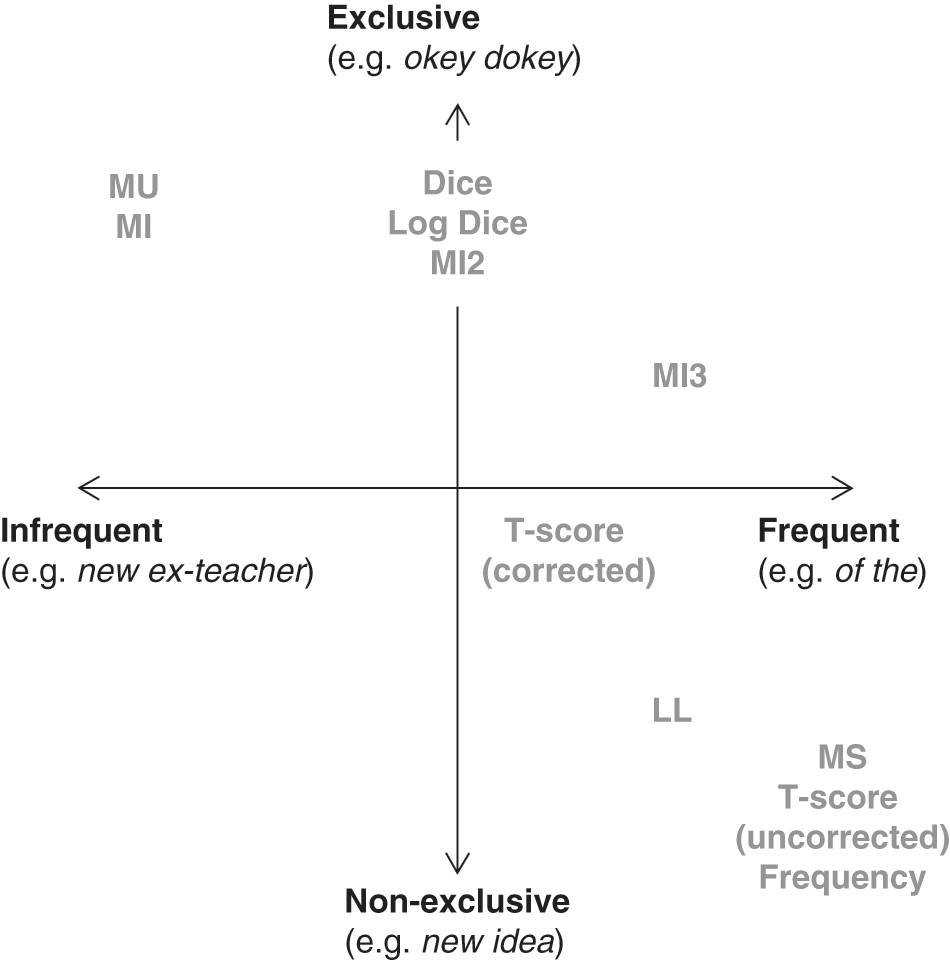 Exclusive
(e.g. okey dokey)
MU
MI
Dice
Log Dice
MI2
MI3
Infrequent
(e.g. new ex-teacher)
T-score
(corrected)
Frequent
(e.g. of the)
LL
MS
T-score
(uncorrected)
Frequency
Non-exclusive
(e.g. new idea)